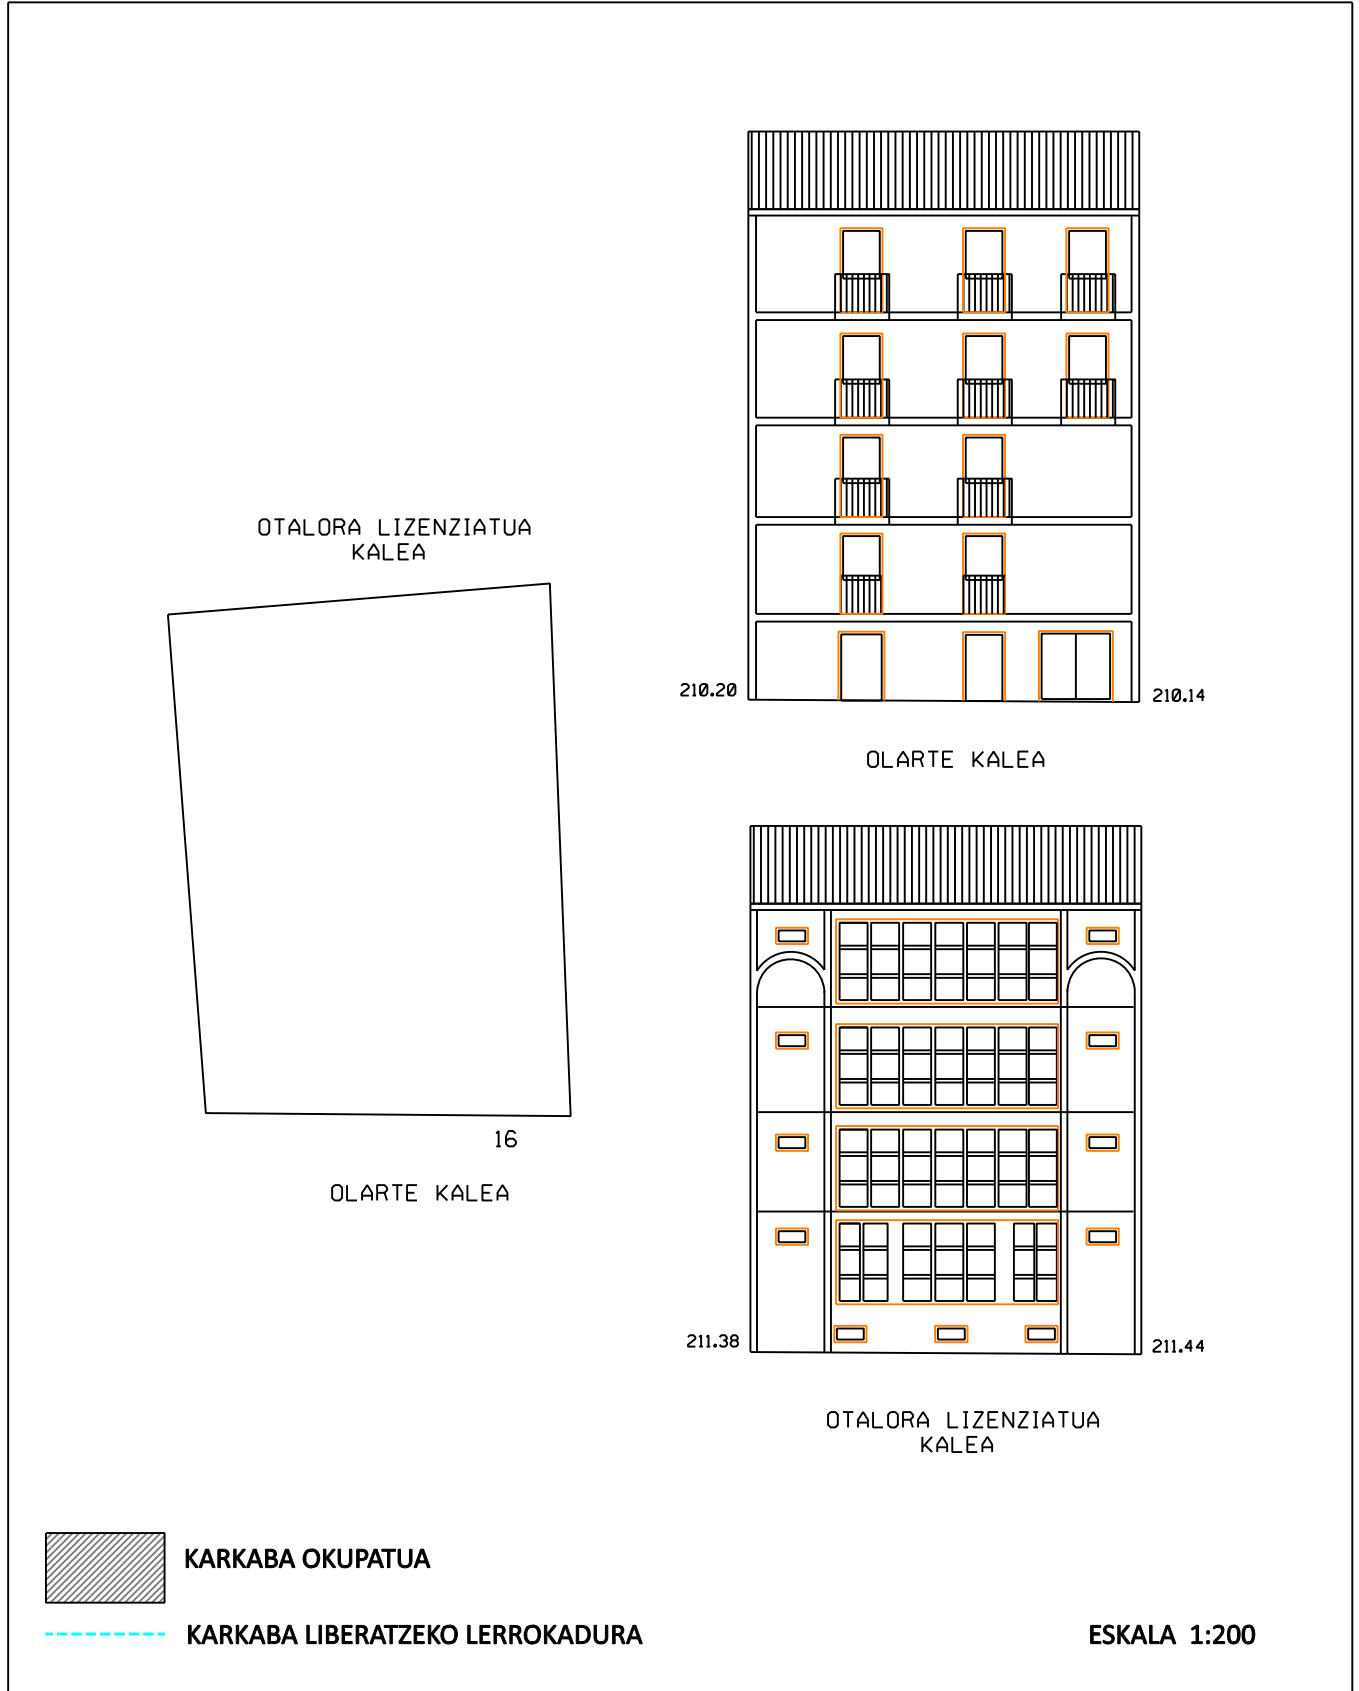 OTALORA LIZENZIATUA
KALEA
210.20
210.14
OLARTE KALEA
16
OLARTE KALEA
211.38
211.44
OTALORA LIZENZIATUA
KALEA
KARKABA OKUPATUA
KARKABA LIBERATZEKO LERROKADURA
ESKALA 1:200